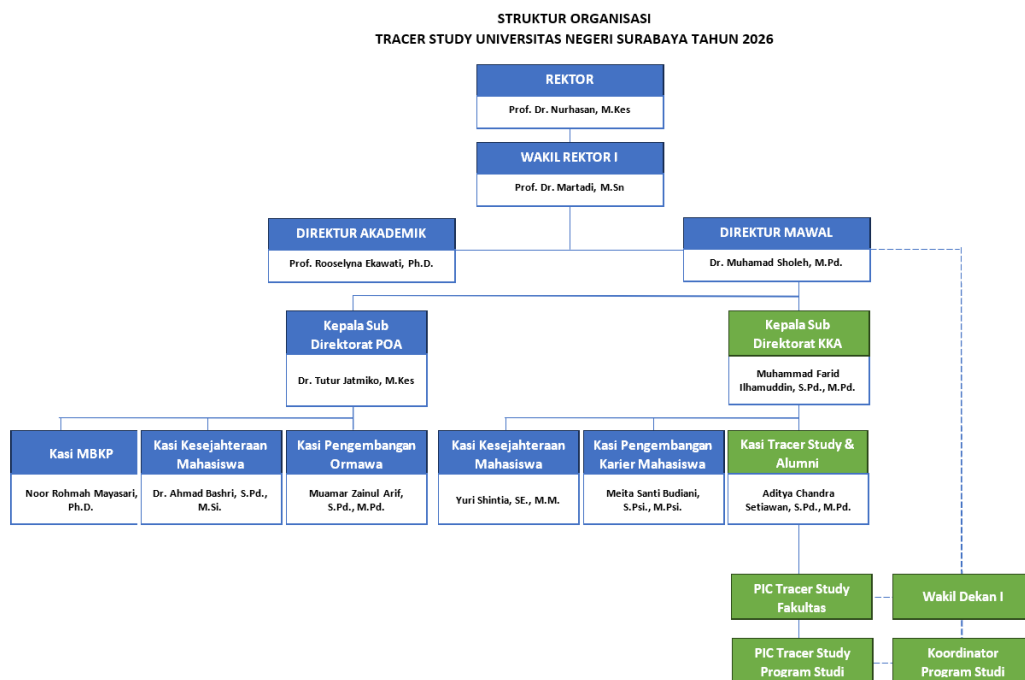 STRUKTUR ORGANISASI
TRACER STUDY UNIVERSITAS NEGERI SURABAYA TAHUN 2026
REKTOR
Prof. Dr. Nurhasan, M.Kes
WAKIL REKTOR I
Prof. Dr. Martadi, M.Sn
DIREKTUR AKADEMIK
Prof. Rooselyna Ekawati, Ph.D.
DIREKTUR MAWAL
Dr. Muhamad Sholeh, M.Pd.
Kepala Sub
Direktorat POA
Dr. Tutur Jatmiko, M.Kes
Kepala Sub
Direktorat KKA
Muhammad Farid
Ilhamuddin, S.Pd., M.Pd.
Kasi MBKP
Noor Rohmah Mayasari,
Ph.D.
Kasi Kesejahteraan
Mahasiswa
Dr. Ahmad Bashri, S.Pd.,
M.Si.
Kasi Pengembangan
Ormawa
Muamar Zainul Arif,
S.Pd., M.Pd.
Kasi Kesejahteraan
Mahasiswa
Yuri Shintia, SE., M.M.
Kasi Pengembangan
Karier Mahasiswa
Meita Santi Budiani,
S.Psi., M.Psi.
Kasi Tracer Study &
Alumni
Aditya Chandra
Setiawan, S.Pd., M.Pd.
PIC Tracer Study
Fakultas
Wakil Dekan I
PIC Tracer Study
Program Studi
Koordinator
Program Studi